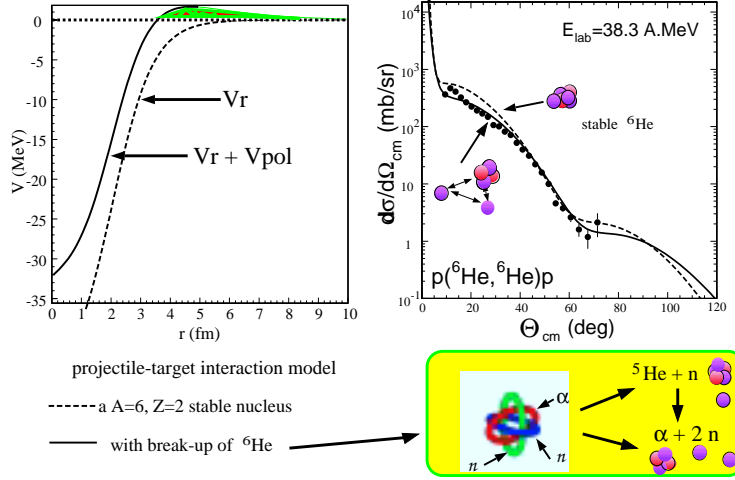 0
-5
-10
-15
-20
-25
-30
-35
V (MeV)
0 1 2 3 4 5 6 7 8 9 10
r (fm)
Vr
Vr + Vpol
10⁴
10³
10²
10
1
10⁻¹
dσ/dΩcm (mb/sr)
E_lab=38.3 A.MeV
stable ⁶He
p(⁶He,⁶He)p
0 20 40 60 80 100 120
Θcm (deg)
projectile-target interaction model
a A=6, Z=2 stable nucleus
with break-up of ⁶He
α
n
n
⁵He + n
α + 2 n